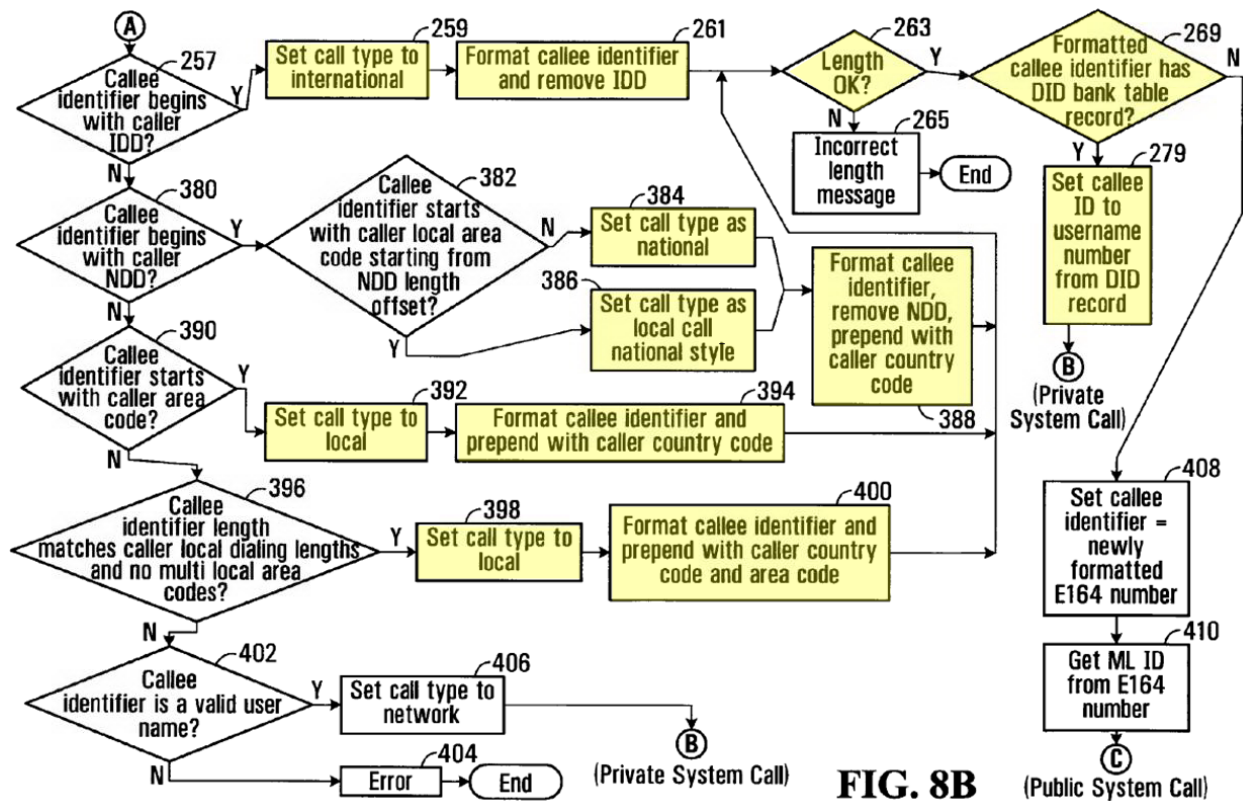 A
257
Callee
identifier begins
with caller
IDD?
Y
N
259
Set call type to
international
261
Format callee identifier
and remove IDD
263
Length
OK?
Y
N
265
Incorrect
length
message
End
269
Formatted
callee identifier has
DID bank table
record?
N
Y
279
Set callee
ID to
username
number
from DID
record
B
(Private
System Call)
380
Callee
identifier begins
with caller
NDD?
Y
N
382
Callee
identifier starts
with caller local area
code starting from
NDD length
offset?
N
Y
384
Set call type as
national
386
Set call type as
local call
national style
Format callee
identifier,
remove NDD,
prepend with
caller country
code
388
390
Callee
identifier starts
with caller area
code?
Y
N
392
Set call type to
local
394
Format callee identifier and
prepend with caller country code
396
Callee
identifier length
matches caller local dialing lengths
and no multi local area
codes?
Y
N
398
Set call type to
local
400
Format callee identifier and
prepend with caller country
code and area code
408
Set callee
identifier =
newly
formatted
E164 number
410
Get ML ID
from E164
number
C
(Public System Call)
402
Callee
identifier is a valid user
name?
Y
N
406
Set call type to
network
B
(Private System Call)
404
Error
End
FIG. 8B